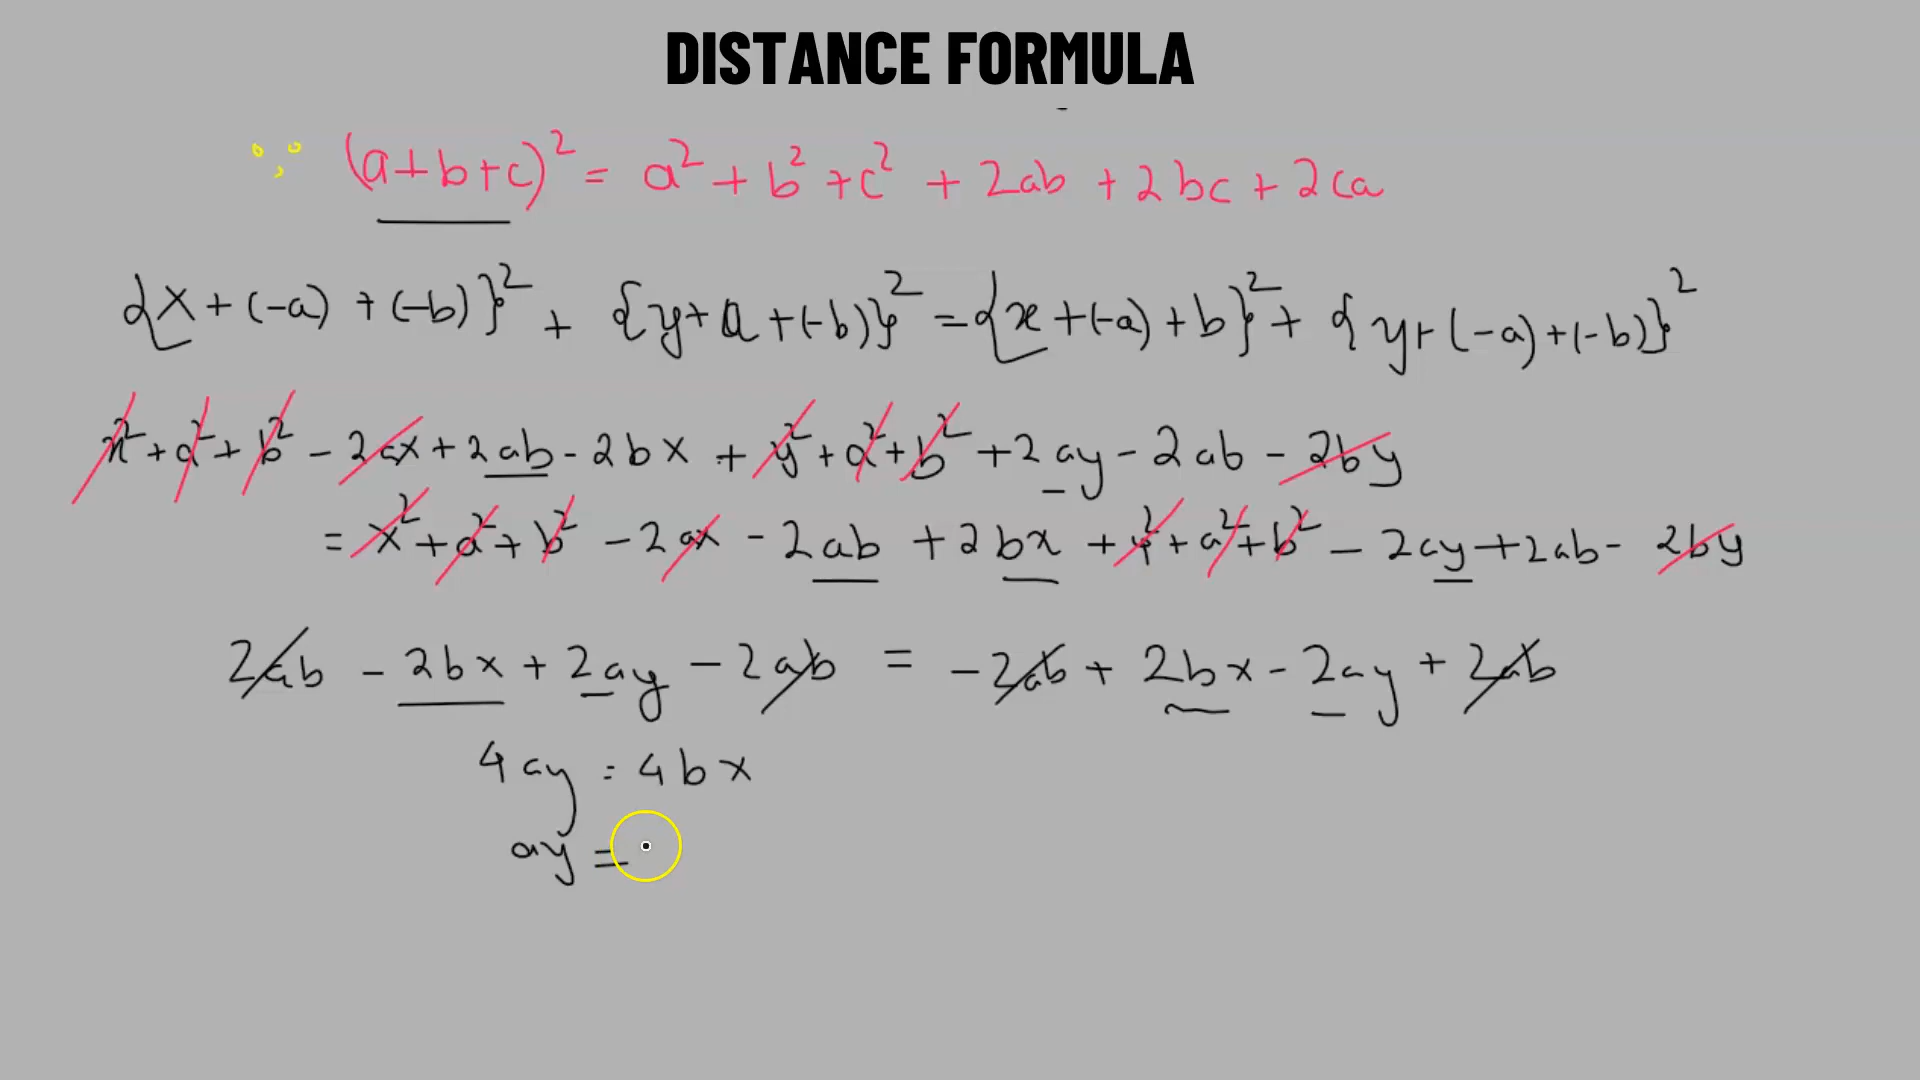 DISTANCE FORMULA
∵ (a+b+c)² = a² + b² + c² + 2ab + 2bc + 2ca
{x + (-a) + (-b)}² + {y + a + (-b)}² = {x + (-a) + b}² + {y + (-a) + (-b)}²
x² + a² + b² - 2ax + 2ab - 2bx + y² + a² + b² + 2ay - 2ab - 2by
= x² + a² + b² - 2ax - 2ab + 2bx + y² + a² + b² - 2ay + 2ab - 2by
2ab - 2bx + 2ay - 2ab = -2ab + 2bx - 2ay + 2ab
4ay = 4bx
ay =